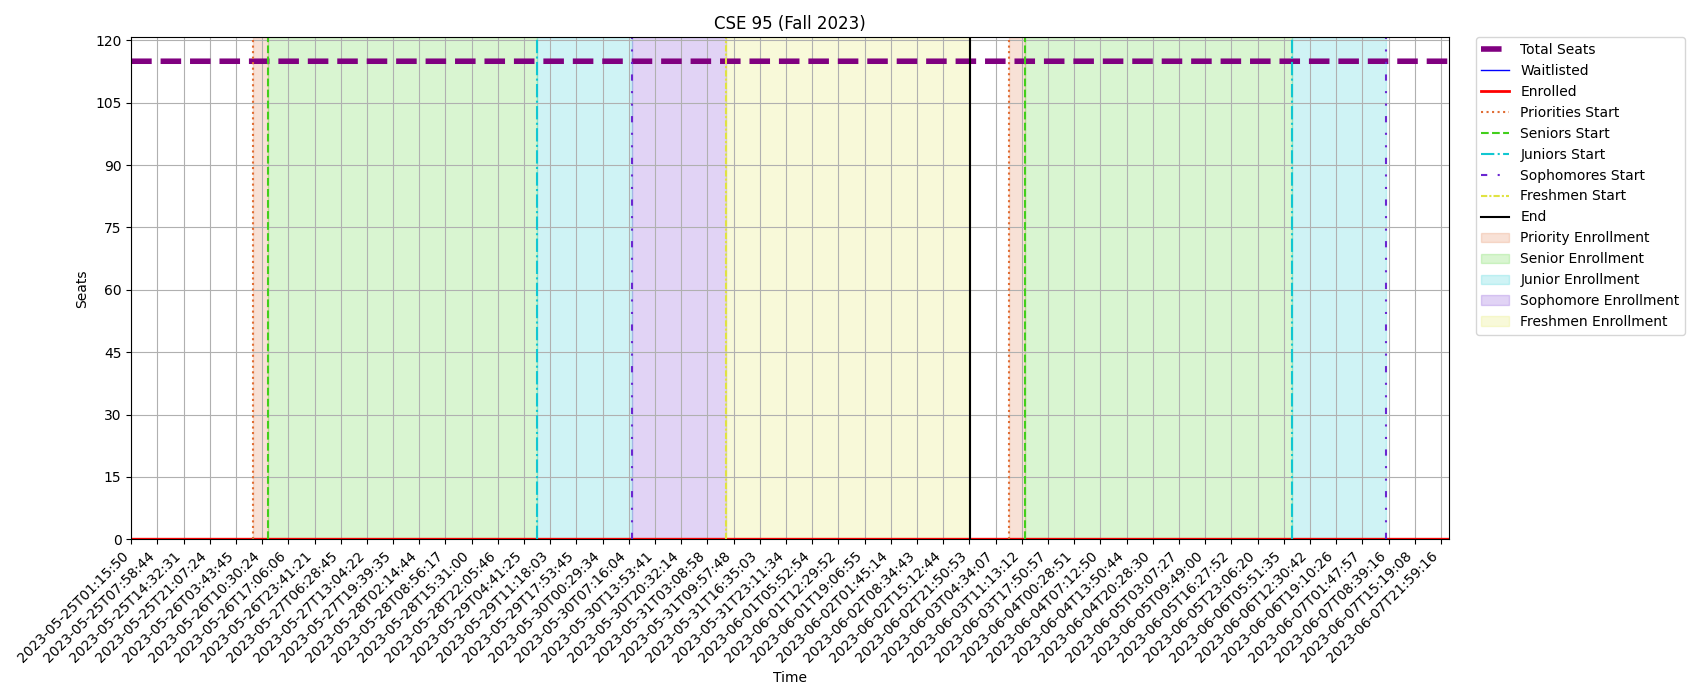 CSE 95 (Fall 2023)
120
105
90
75
60
45
30
15
0
Seats
2023-05-25T01:15:50
2023-05-25T07:58:44
2023-05-25T14:32:31
2023-05-25T21:07:24
2023-05-26T03:43:45
2023-05-26T10:30:24
2023-05-26T17:06:06
2023-05-26T23:41:21
2023-05-27T06:28:45
2023-05-27T13:04:22
2023-05-27T19:39:35
2023-05-28T02:14:44
2023-05-28T08:56:17
2023-05-28T15:31:00
2023-05-28T22:05:46
2023-05-29T04:41:25
2023-05-29T11:18:03
2023-05-29T17:53:45
2023-05-30T00:29:34
2023-05-30T07:16:04
2023-05-30T13:53:41
2023-05-30T20:32:14
2023-05-31T03:08:58
2023-05-31T09:57:48
2023-05-31T16:35:03
2023-05-31T23:11:34
2023-06-01T05:52:54
2023-06-01T12:29:52
2023-06-01T19:06:55
2023-06-02T01:45:14
2023-06-02T08:34:43
2023-06-02T15:12:44
2023-06-02T21:50:53
2023-06-03T04:34:07
2023-06-03T11:13:12
2023-06-03T17:50:57
2023-06-04T00:28:51
2023-06-04T07:12:50
2023-06-04T13:50:44
2023-06-04T20:28:30
2023-06-05T03:07:27
2023-06-05T09:49:00
2023-06-05T16:27:52
2023-06-05T23:06:20
2023-06-06T05:51:35
2023-06-06T12:30:42
2023-06-06T19:10:26
2023-06-07T01:47:57
2023-06-07T08:39:16
2023-06-07T15:19:08
2023-06-07T21:59:16
Time
Total Seats
Waitlisted
Enrolled
Priorities Start
Seniors Start
Juniors Start
Sophomores Start
Freshmen Start
End
Priority Enrollment
Senior Enrollment
Junior Enrollment
Sophomore Enrollment
Freshmen Enrollment